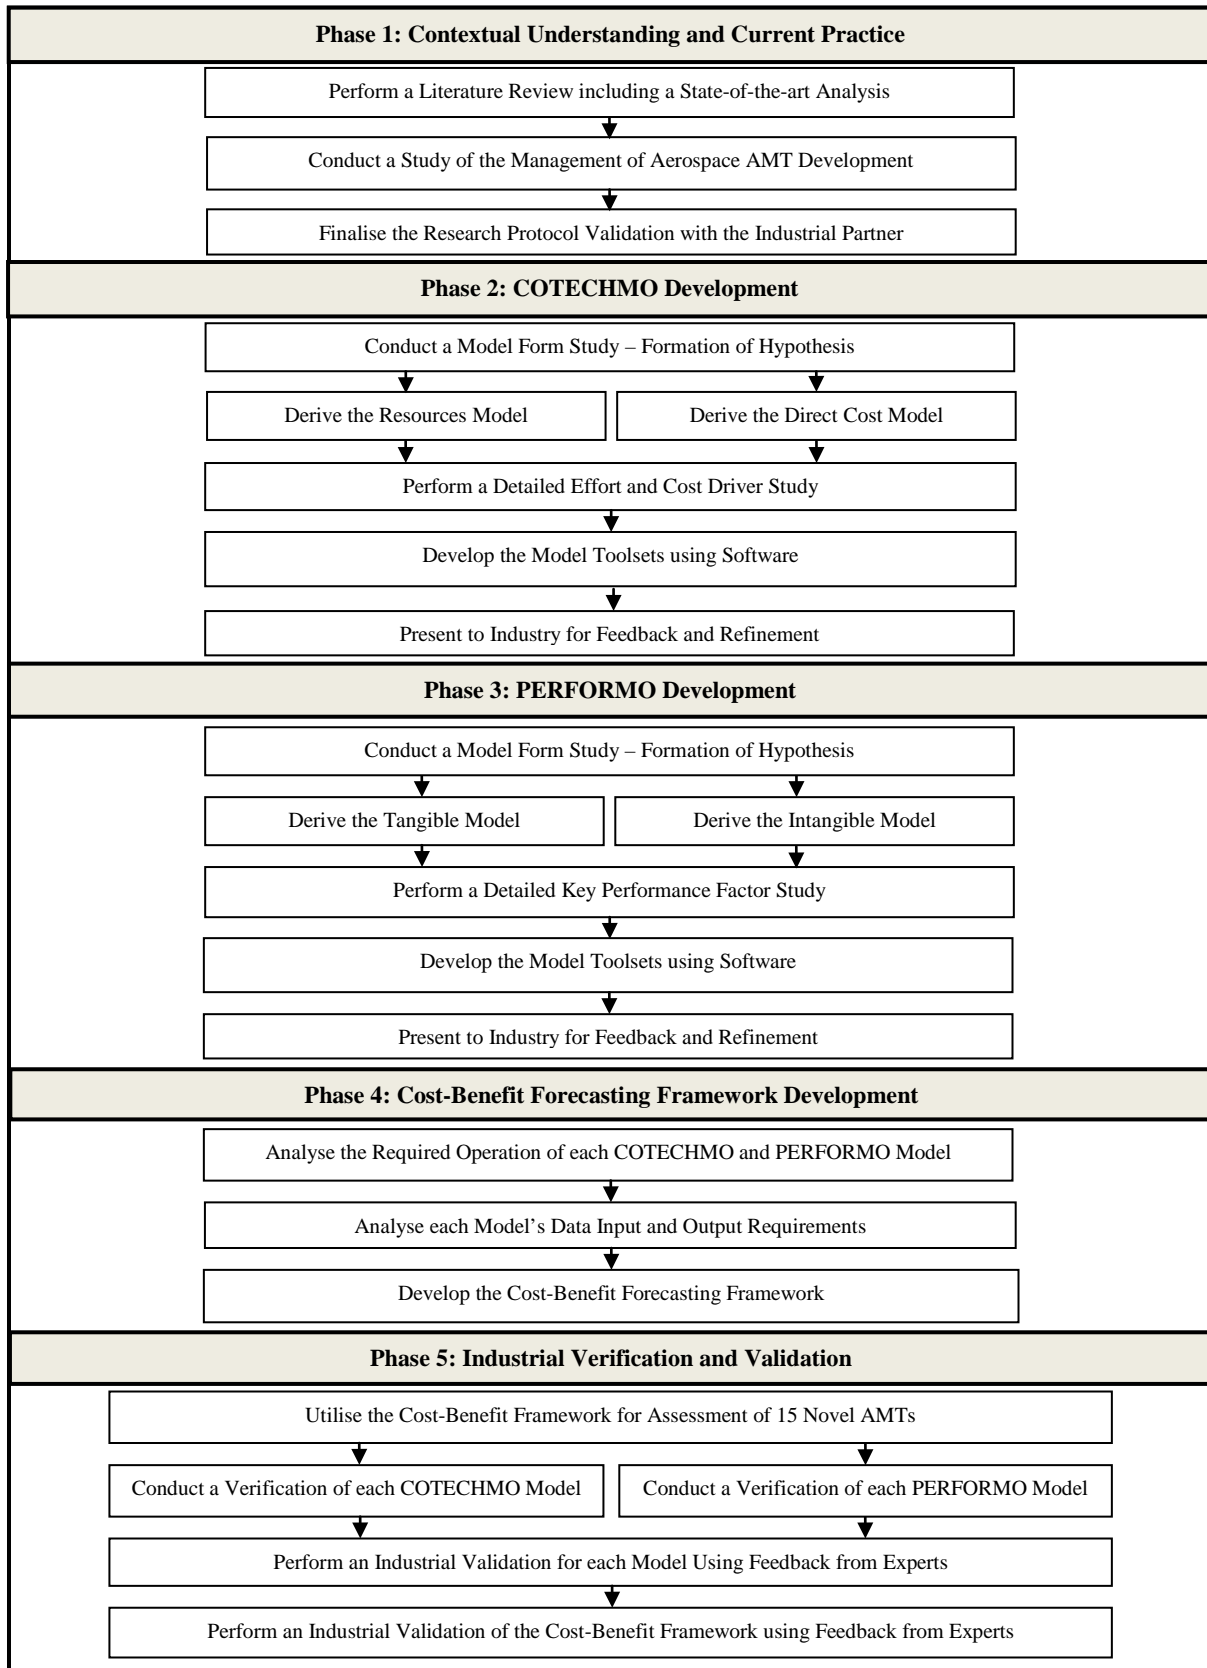 Phase 1: Contextual Understanding and Current Practice
Perform a Literature Review including a State-of-the-art Analysis
Conduct a Study of the Management of Aerospace AMT Development
Finalise the Research Protocol Validation with the Industrial Partner
Phase 2: COTECHMO Development
Conduct a Model Form Study – Formation of Hypothesis
Derive the Resources Model
Derive the Direct Cost Model
Perform a Detailed Effort and Cost Driver Study
Develop the Model Toolsets using Software
Present to Industry for Feedback and Refinement
Phase 3: PERFORMO Development
Conduct a Model Form Study – Formation of Hypothesis
Derive the Tangible Model
Derive the Intangible Model
Perform a Detailed Key Performance Factor Study
Develop the Model Toolsets using Software
Present to Industry for Feedback and Refinement
Phase 4: Cost-Benefit Forecasting Framework Development
Analyse the Required Operation of each COTECHMO and PERFORMO Model
Analyse each Model’s Data Input and Output Requirements
Develop the Cost-Benefit Forecasting Framework
Phase 5: Industrial Verification and Validation
Utilise the Cost-Benefit Framework for Assessment of 15 Novel AMTs
Conduct a Verification of each COTECHMO Model
Conduct a Verification of each PERFORMO Model
Perform an Industrial Validation for each Model Using Feedback from Experts
Perform an Industrial Validation of the Cost-Benefit Framework using Feedback from Experts